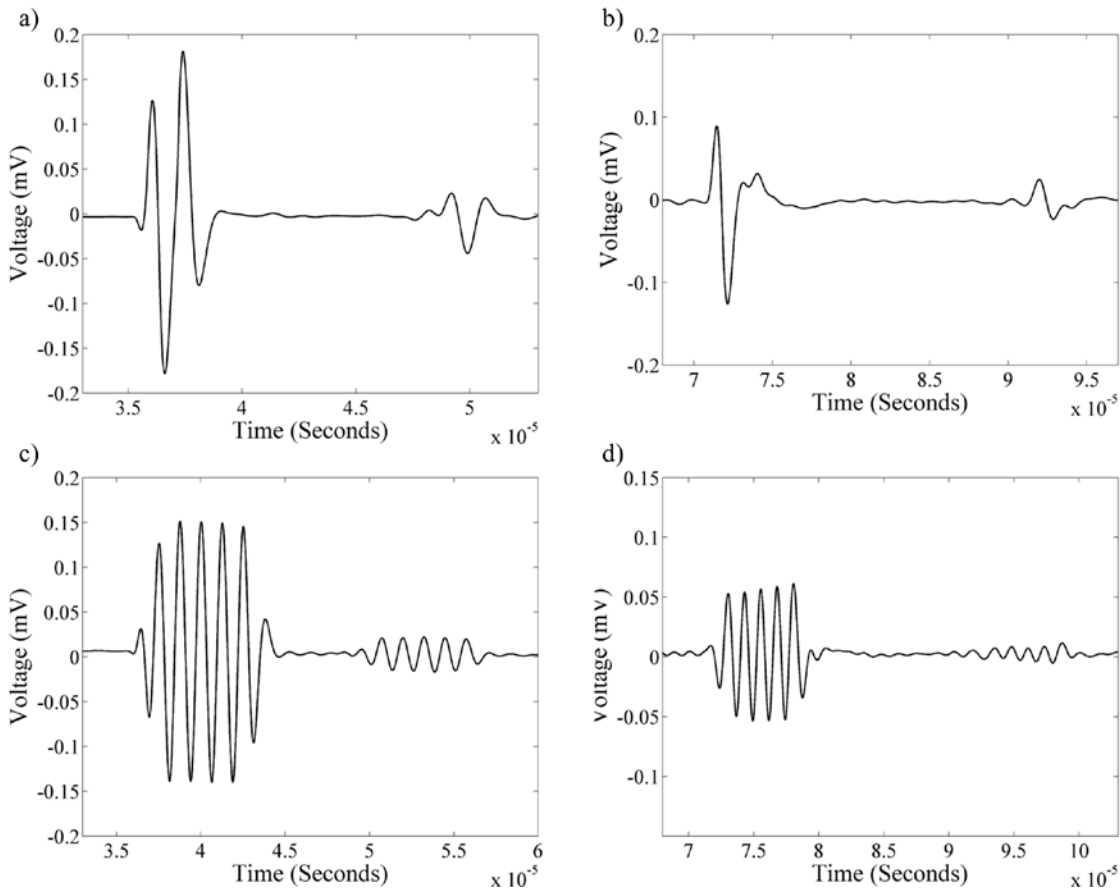 a)
0.2
0.15
0.1
0.05
0
-0.05
-0.1
-0.15
-0.2
Voltage (mV)
3.5 4 4.5 5
Time (Seconds)
x 10-5
b)
0.2
0.1
0
-0.1
-0.2
Voltage (mV)
7 7.5 8 8.5 9 9.5
Time (Seconds)
x 10-5
c)
0.2
0.15
0.1
0.05
0
-0.05
-0.1
-0.15
-0.2
Voltage (mV)
3.5 4 4.5 5 5.5 6
Time (Seconds)
x 10-5
d)
0.15
0.1
0.05
0
-0.05
-0.1
Voltage (mV)
7 7.5 8 8.5 9 9.5 10
Time (Seconds)
x 10-5